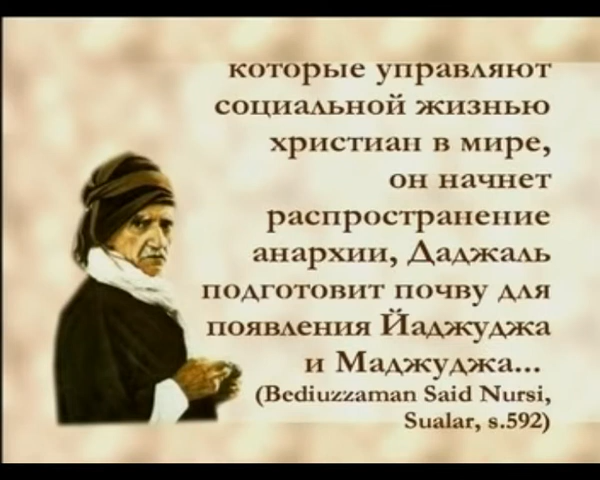 которые управляют
социальной жизнью
христиан в мире,
он начнет
распространение
анархии, Даджаль
подготовит почву для
появления Йаджуджа
и Маджуджа...
(Bediuzzaman Said Nursi,
Sualar, s.592)